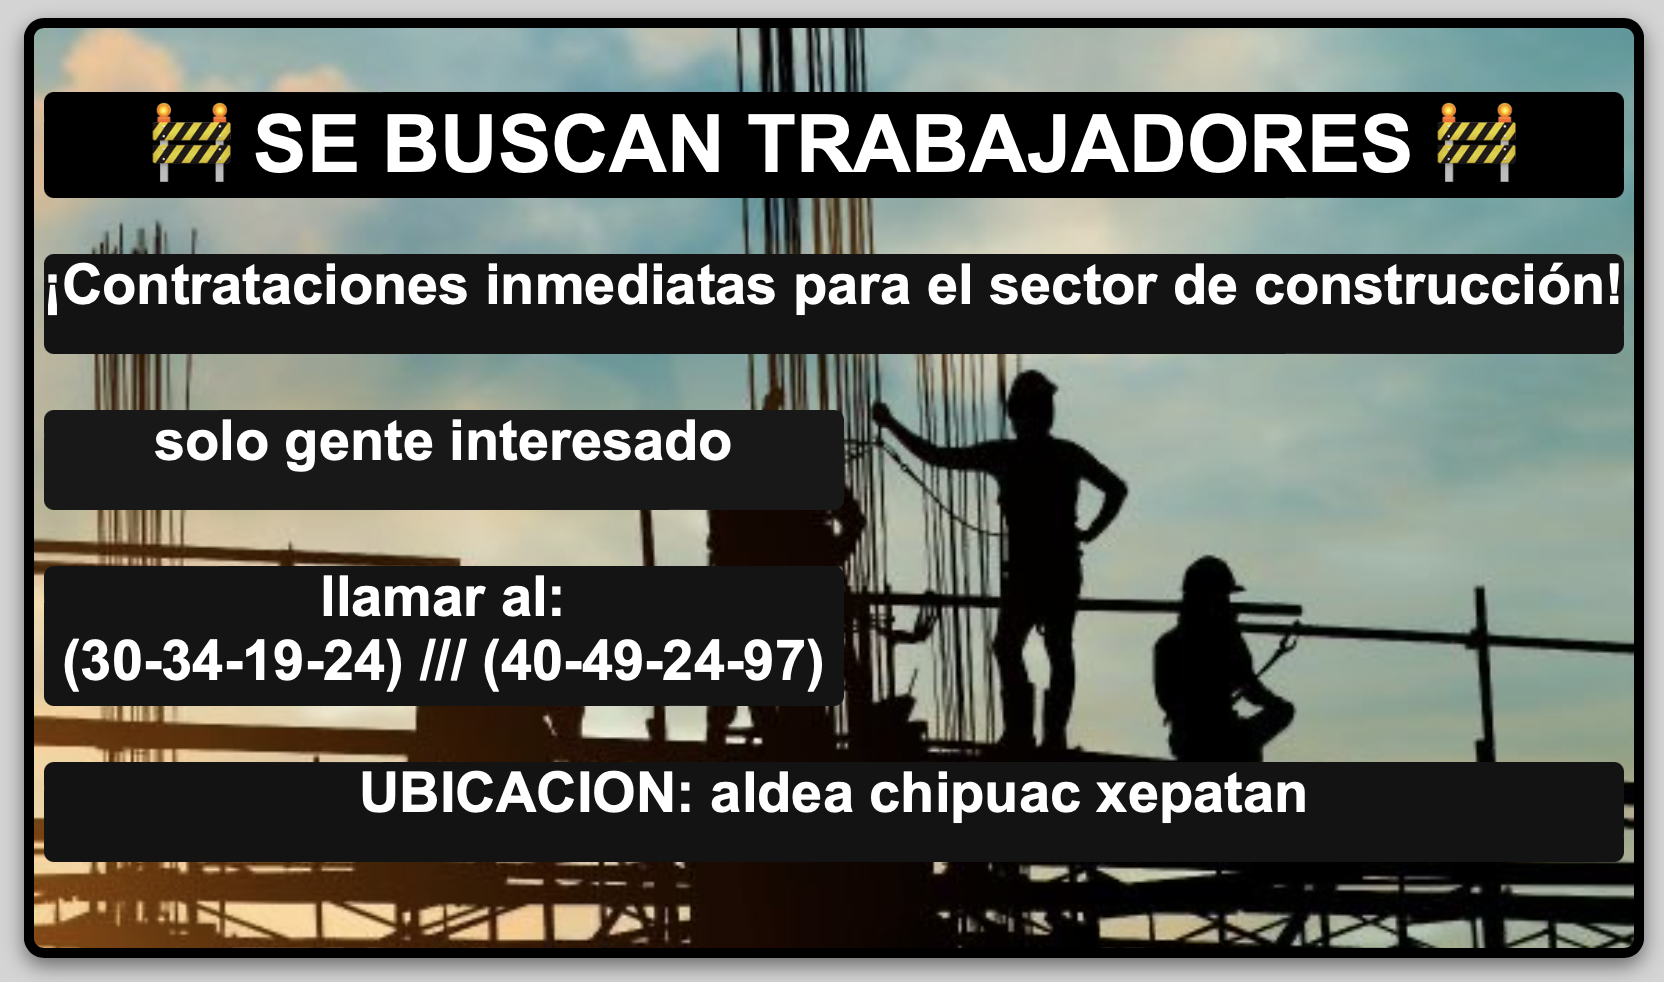 🚧 SE BUSCAN TRABAJADORES 🚧
¡Contrataciones inmediatas para el sector de construcción!
solo gente interesado
llamar al:
(30-34-19-24) /// (40-49-24-97)
UBICACION: aldea chipuac xepatan